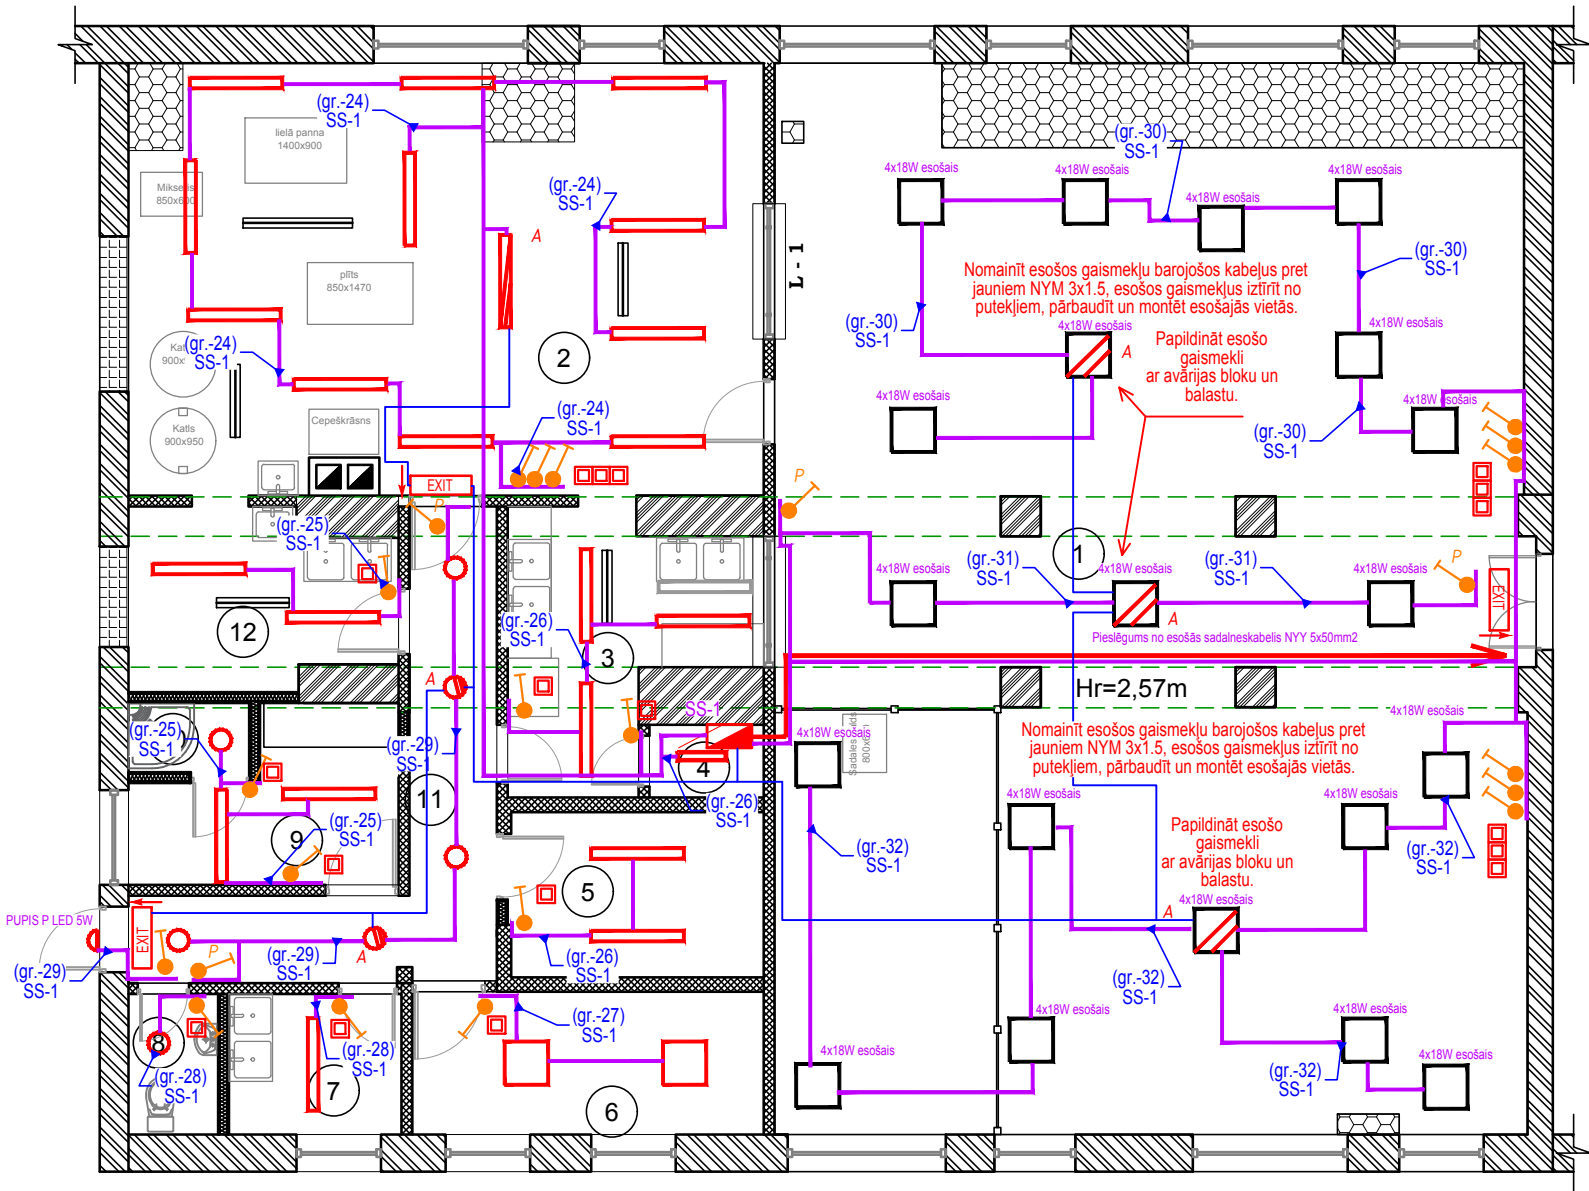 (gr.-24)
SS-1
lielā panna
1400x900
(gr.-30)
SS-1
4x18W esošais
4x18W esošais
4x18W esošais
4x18W esošais
Mikseris
850x600
(gr.-24)
SS-1
A
L - 1
(gr.-30)
SS-1
plīts
850x1470
Nomainīt esošos gaismekļu barojošos kabeļus pret
jauniem NYM 3x1.5, esošos gaismekļus iztīrīt no
putekļiem, pārbaudīt un montēt esošajās vietās.
(gr.-30)
SS-1
4x18W esošais
A
4x18W esošais
Papildināt esošo
gaismekli
ar avārijas bloku un
balastu.
(gr.-24)
SS-1
900x
2
4x18W esošais
4x18W esošais
Katls
900x950
Cepeškrāsns
(gr.-24)
SS-1
(gr.-30)
SS-1
EXIT
P
P
(gr.-25)
SS-1
1
(gr.-31)
SS-1
(gr.-31)
SS-1
P
4x18W esošais
4x18W esošais
4x18W esošais
EXIT
12
(gr.-26)
SS-1
3
A
Pieslēgums no esošās sadalneskabelis NYY 5x50mm2
A
Hr=2,57m
SS-1
(gr.-25)
SS-1
(gr.-29)
SS-1
4x18W esošais
4x18W esošais
Nomainīt esošos gaismekļu barojošos kabeļus pret
jauniem NYM 3x1.5, esošos gaismekļus iztīrīt no
putekļiem, pārbaudīt un montēt esošajās vietās.
4
11
(gr.-26)
SS-1
4x18W esošais
4x18W esošais
(gr.-25)
SS-1
9
Papildināt esošo
gaismekli
ar avārijas bloku un
balastu.
(gr.-32)
SS-1
(gr.-32)
SS-1
5
4x18W esošais
A
PUPIS P LED 5W
EXIT
P
A
(gr.-29)
SS-1
(gr.-29)
SS-1
(gr.-26)
SS-1
(gr.-32)
SS-1
4x18W esošais
4x18W esošais
(gr.-27)
SS-1
8
(gr.-28)
SS-1
(gr.-28)
SS-1
7
6
4x18W esošais
4x18W esošais
(gr.-32)
SS-1